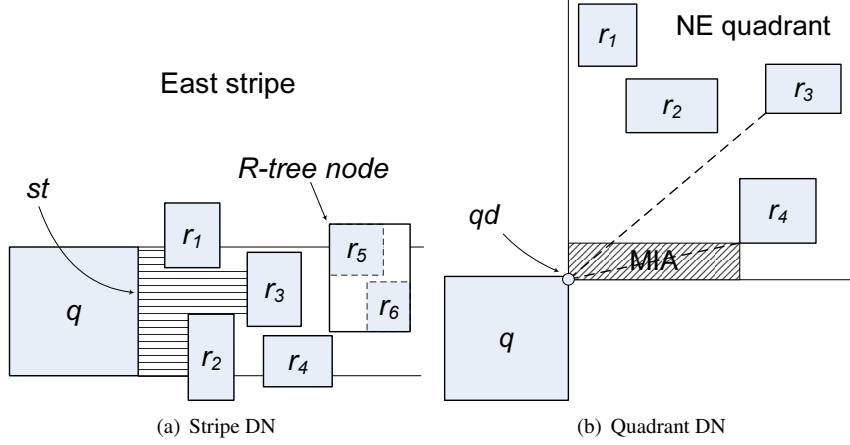 East stripe
st
R-tree node
q
r1
r2
r3
r4
r5
r6
(a) Stripe DN
NE quadrant
r1
r2
r3
r4
qd
MIA
q
(b) Quadrant DN